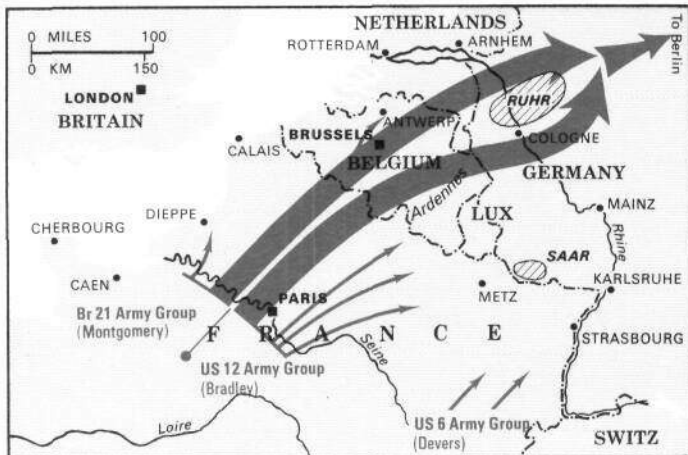 0 MILES 100
0 KM 150
NETHERLANDS
ROTTERDAM
ARNHEM
To Berlin
LONDON
BRITAIN
RUHR
ANTWERP
BRUSSELS
BELGIUM
COLOGNE
CALAIS
GERMANY
Ardennes
DIEPPE
LUX
MAINZ
Rhine
CHERBOURG
SAAR
CAEN
PARIS
METZ
KARLSRUHE
Br 21 Army Group
(Montgomery)
FRANCE
STRASBOURG
Seine
US 12 Army Group
(Bradley)
US 6 Army Group
(Devers)
Loire
SWITZ